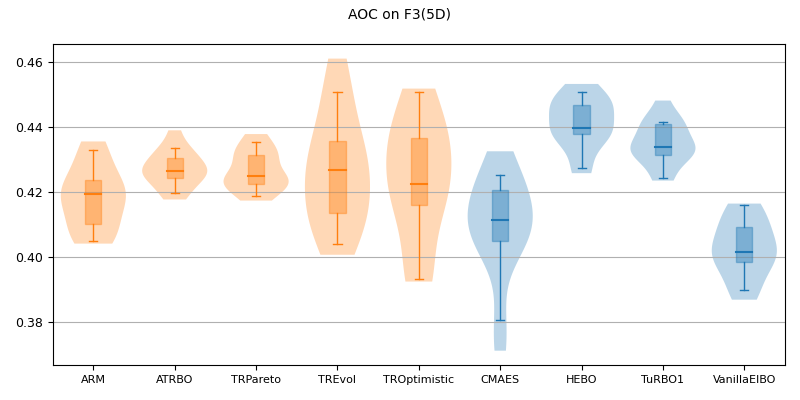 AOC on F3(5D)
0.46
0.44
0.42
0.40
0.38
ARM ATRBO TRPareto TREvol TROptimistic CMAES HEBO TuRBO1 VanillaEIBO